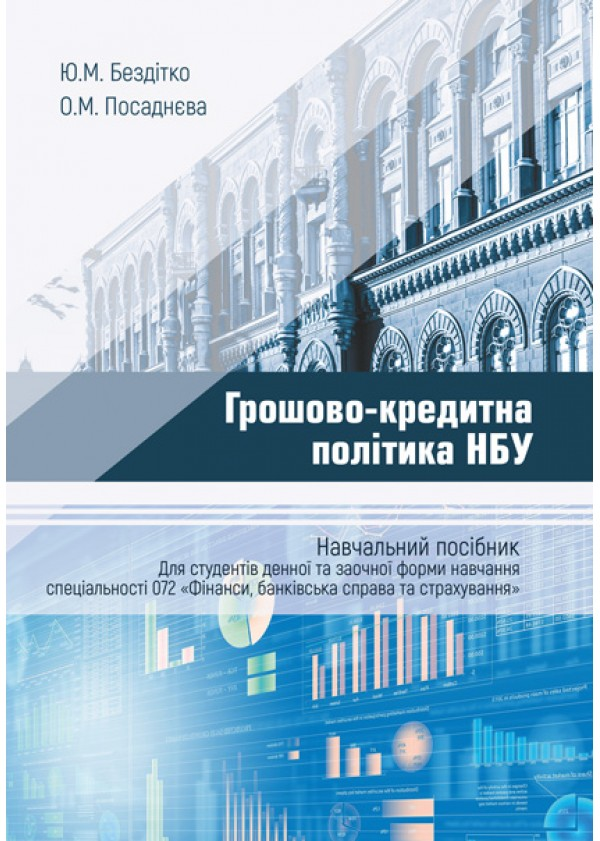 Ю.М. Бездітко
О.М. Посаднєва
Грошово-кредитна
політика НБУ
Навчальний посібник
Для студентів денної та заочної форми навчання
спеціальності 072 «Фінанси, банківська справа та страхування»